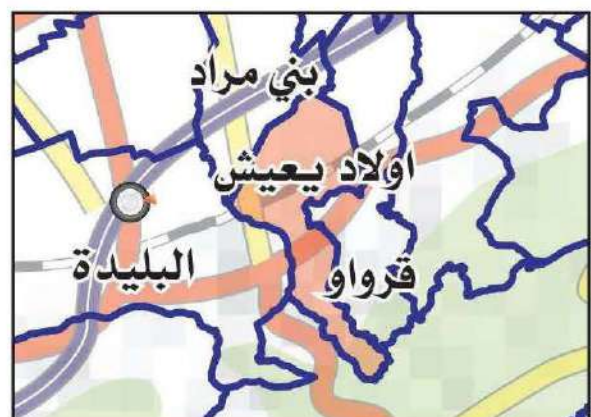 بني مراد
اولاد يعيش
البليدة
قرواو